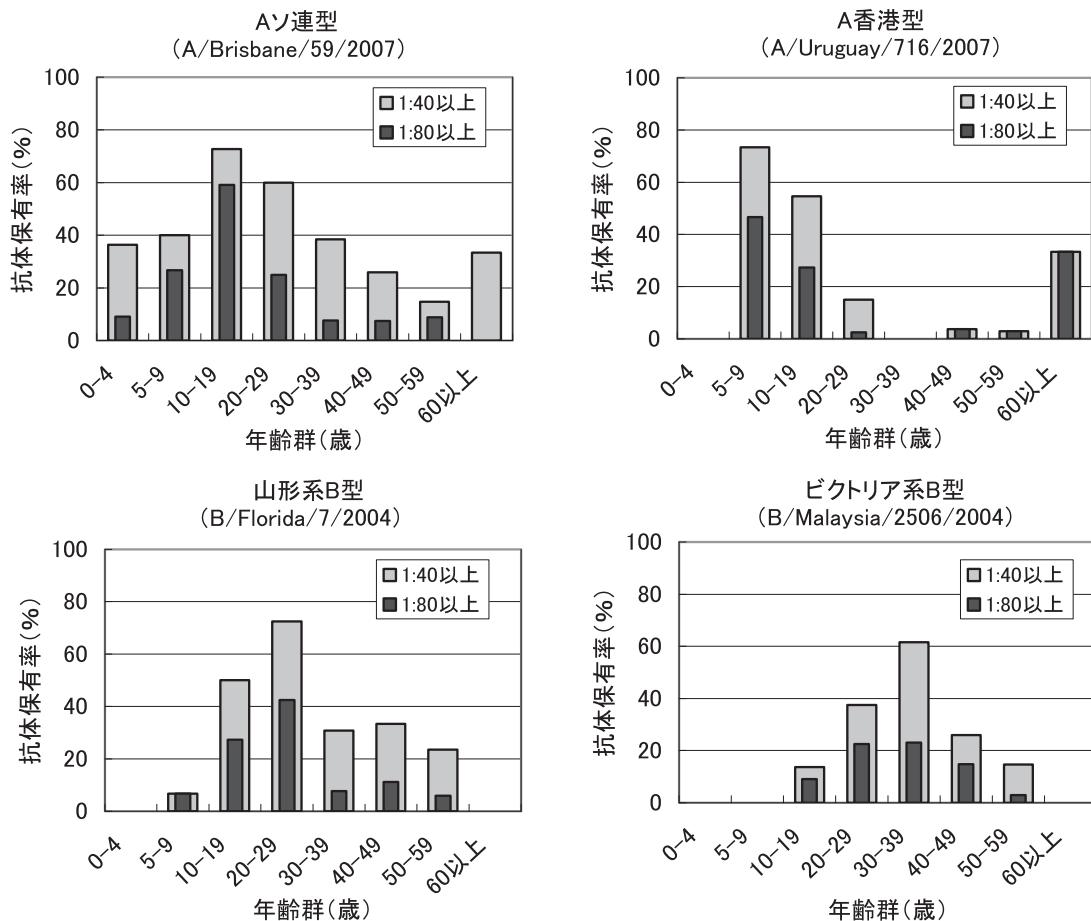 Aソ連型
(A/Brisbane/59/2007)
抗体保有率(%)
100
80
60
40
20
0
1:40以上
1:80以上
0-4
5-9
10-19
20-29
30-39
40-49
50-59
60以上
年齢群(歳)
A香港型
(A/Uruguay/716/2007)
抗体保有率(%)
100
80
60
40
20
0
1:40以上
1:80以上
0-4
5-9
10-19
20-29
30-39
40-49
50-59
60以上
年齢群(歳)
山形系B型
(B/Florida/7/2004)
抗体保有率(%)
100
80
60
40
20
0
1:40以上
1:80以上
0-4
5-9
10-19
20-29
30-39
40-49
50-59
60以上
年齢群(歳)
ビクトリア系B型
(B/Malaysia/2506/2004)
抗体保有率(%)
100
80
60
40
20
0
1:40以上
1:80以上
0-4
5-9
10-19
20-29
30-39
40-49
50-59
60以上
年齢群(歳)